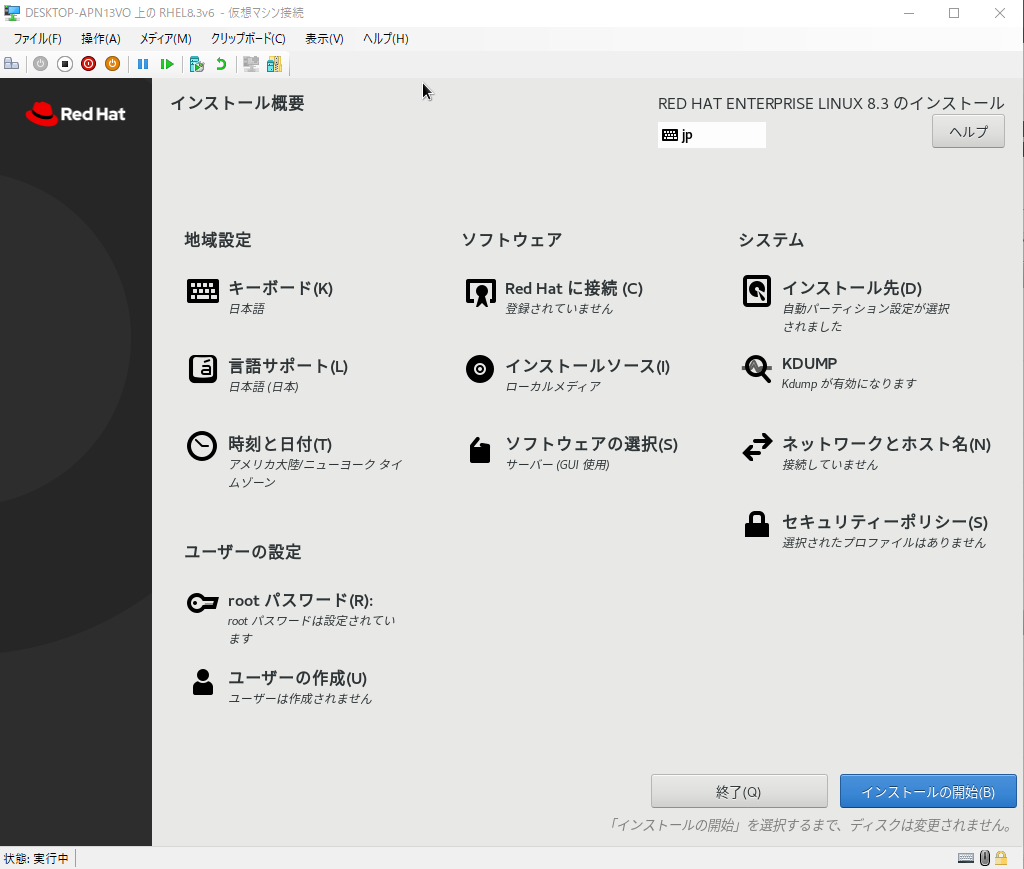 DESKTOP-APN13VO 上の RHEL8.3v6 - 仮想マシン接続
ファイル(F) 操作(A) メディア(M) クリップボード(C) 表示(V) ヘルプ(H)
Red Hat
インストール概要
RED HAT ENTERPRISE LINUX 8.3 のインストール
jp
ヘルプ
地域設定
キーボード(K)
日本語
言語サポート(L)
日本語 (日本)
時刻と日付(T)
アメリカ大陸/ニューヨーク タイ
ムゾーン
ソフトウェア
Red Hat に接続 (C)
登録されていません
インストールソース(I)
ローカルメディア
ソフトウェアの選択(S)
サーバー (GUI 使用)
システム
インストール先(D)
自動パーティション設定が選択
されました
KDUMP
Kdump が有効になります
ネットワークとホスト名(N)
接続していません
セキュリティーポリシー(S)
選択されたプロファイルはありません
ユーザーの設定
root パスワード(R):
root パスワードは設定されてい
ます
ユーザーの作成(U)
ユーザーは作成されません
終了(Q)
インストールの開始(B)
「インストールの開始」を選択するまで、ディスクは変更されません。
状態: 実行中